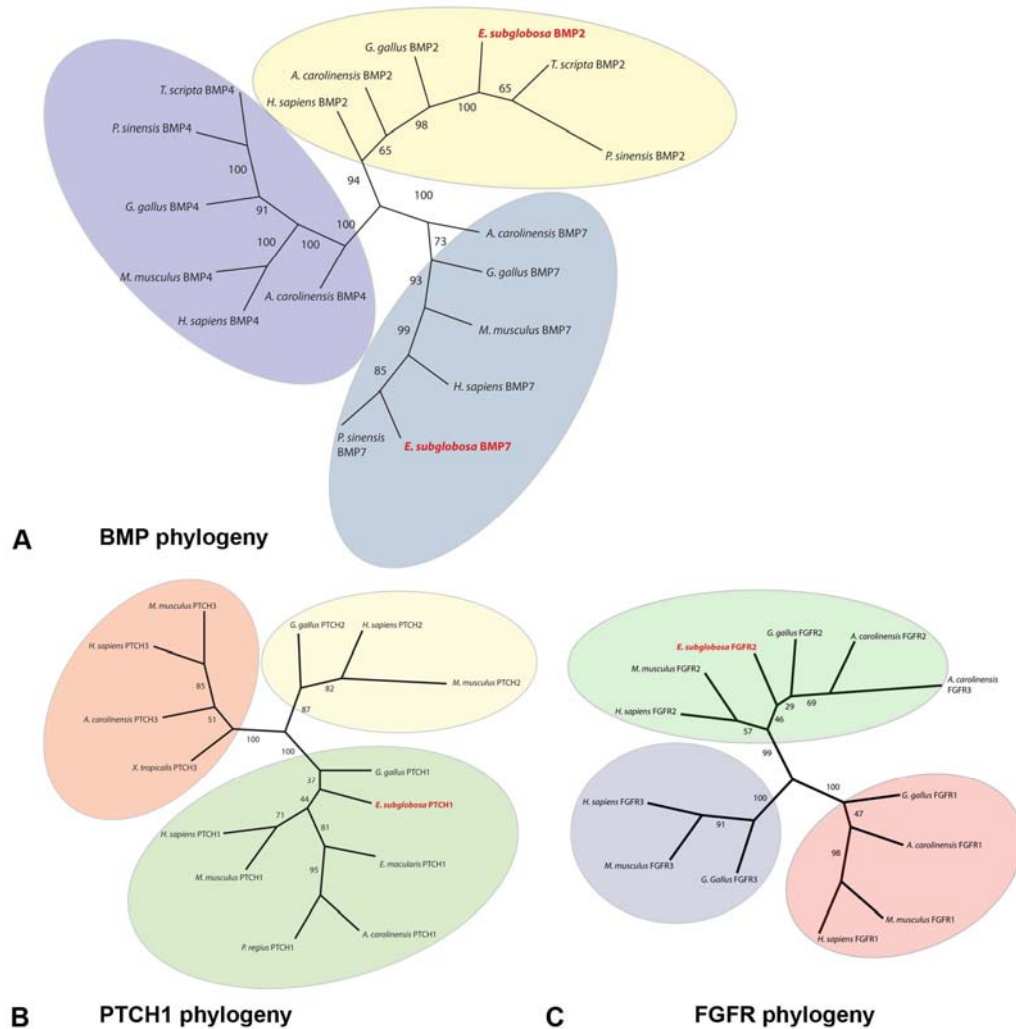 E. subglobosa BMP2
G. gallus BMP2
T. scripta BMP2
A. carolinensis BMP2
H. sapiens BMP2
P. sinensis BMP2
65
100
98
65
94
T. scripta BMP4
P. sinensis BMP4
100
G. gallus BMP4
91
100
100
100
M. musculus BMP4
H. sapiens BMP4
A. carolinensis BMP4
100
A. carolinensis BMP7
73
G. gallus BMP7
93
M. musculus BMP7
99
H. sapiens BMP7
85
P. sinensis
BMP7
E. subglobosa BMP7
A BMP phylogeny
M. musculus PTCH3
H. sapiens PTCH3
85
A. carolinensis PTCH3
51
X. tropicalis PTCH3
100
G. gallus PTCH2
H. sapiens PTCH2
82
M. musculus PTCH2
87
100
G. gallus PTCH1
37
E. subglobosa PTCH1
44
71
H. sapiens PTCH1
81
M. musculus PTCH1
E. macularis PTCH1
95
P. regius PTCH1
A. carolinensis PTCH1
B PTCH1 phylogeny
G. gallus FGFR2
A. carolinensis FGFR2
E. subglobosa FGFR2
M. musculus FGFR2
A. carolinensis
FGFR3
29
69
46
H. sapiens FGFR2
57
99
H. sapiens FGFR3
100
91
M. musculus FGFR3
G. Gallus FGFR3
100
G. gallus FGFR1
47
A. carolinensis FGFR1
98
M. musculus FGFR1
H. sapiens FGFR1
C FGFR phylogeny